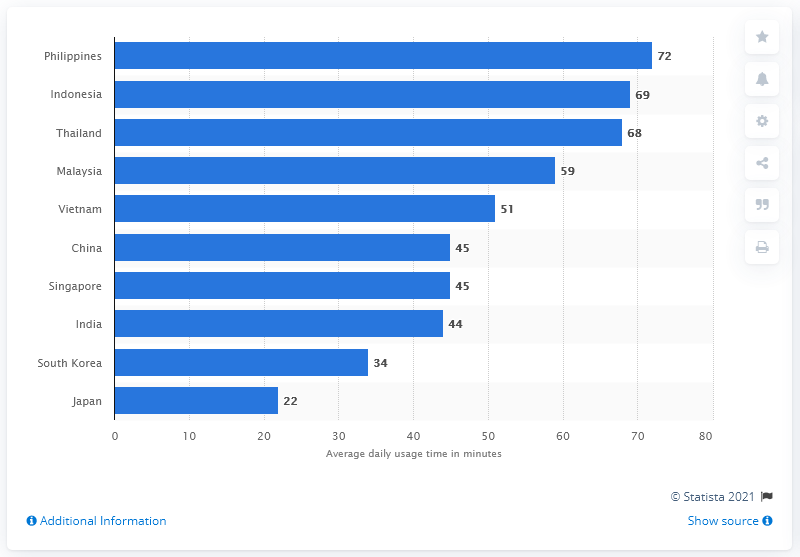 Philippines 72
Indonesia 69
Thailand 68
Malaysia 59
Vietnam 51
China 45
Singapore 45
India 44
South Korea 34
Japan 22
0 10 20 30 40 50 60 70 80
Average daily usage time in minutes
© Statista 2021
Additional Information
Show source